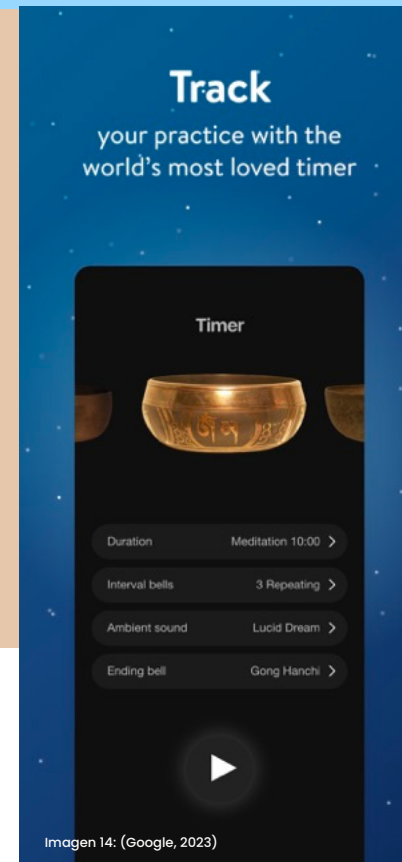 Track
your practice with the
world's most loved timer
Timer
Duration Meditation 10:00
Interval bells 3 Repeating
Ambient sound Lucid Dream
Ending bell Gong Hanchi
Imagen 14: (Google, 2023)